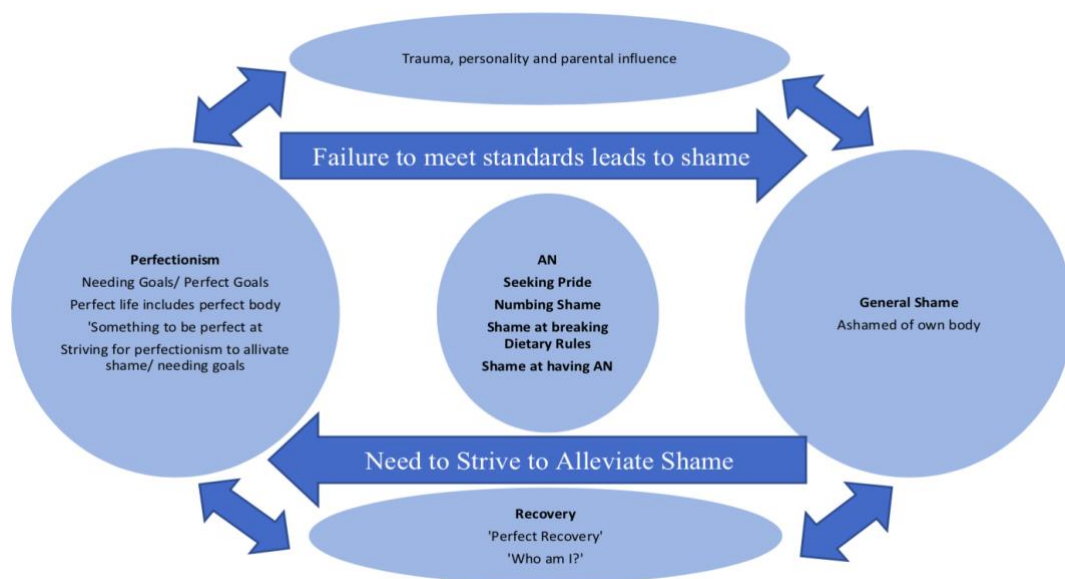 Trauma, personality and parental influence
Failure to meet standards leads to shame
Perfectionism
Needing Goals/ Perfect Goals
Perfect life includes perfect body
'Something to be perfect at
Striving for perfectionism to allivate
shame/ needing goals
AN
Seeking Pride
Numbing Shame
Shame at breaking
Dietary Rules
Shame at having AN
General Shame
Ashamed of own body
Need to Strive to Alleviate Shame
Recovery
'Perfect Recovery'
'Who am I?'